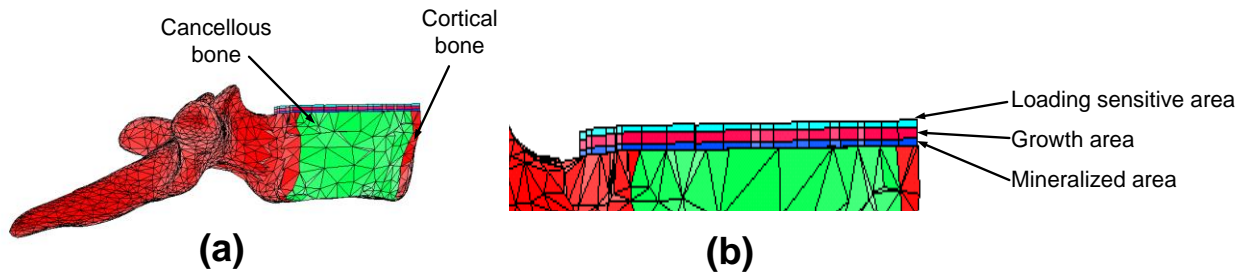 Cancellous
bone
Cortical
bone
(a)
Loading sensitive area
Growth area
Mineralized area
(b)